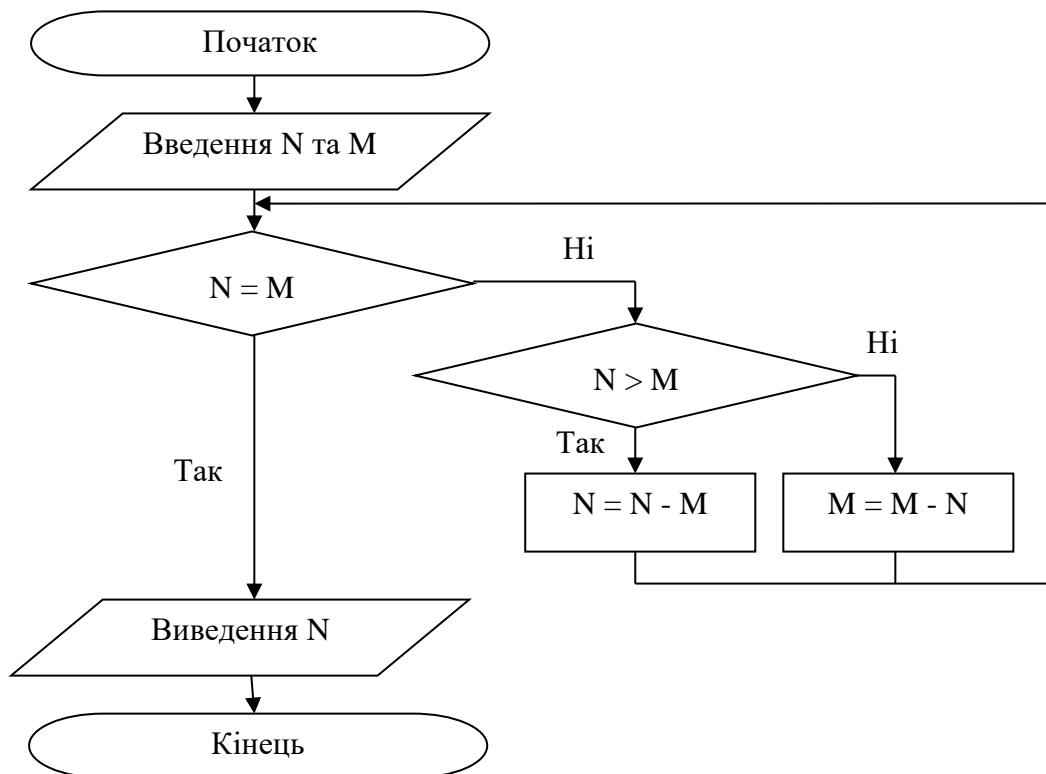 Початок
Введення N та M
N = M
Ні
N > M
Ні
Так
Так
N = N - M
M = M - N
Виведення N
Кінець